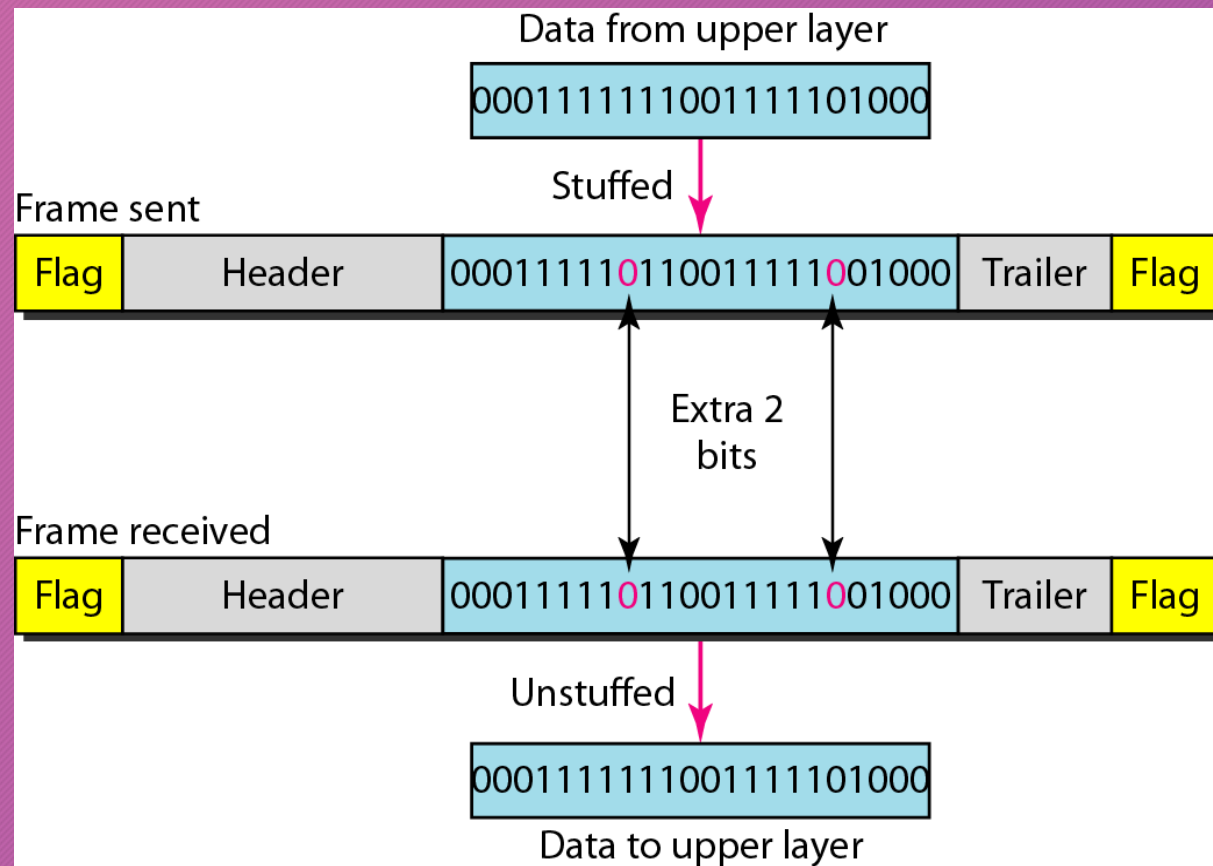 Data from upper layer
0001111111001111101000
Stuffed
Frame sent
Flag Header 000111110110011111001000 Trailer Flag
Extra 2
bits
Frame received
Flag Header 000111110110011111001000 Trailer Flag
Unstuffed
0001111111001111101000
Data to upper layer